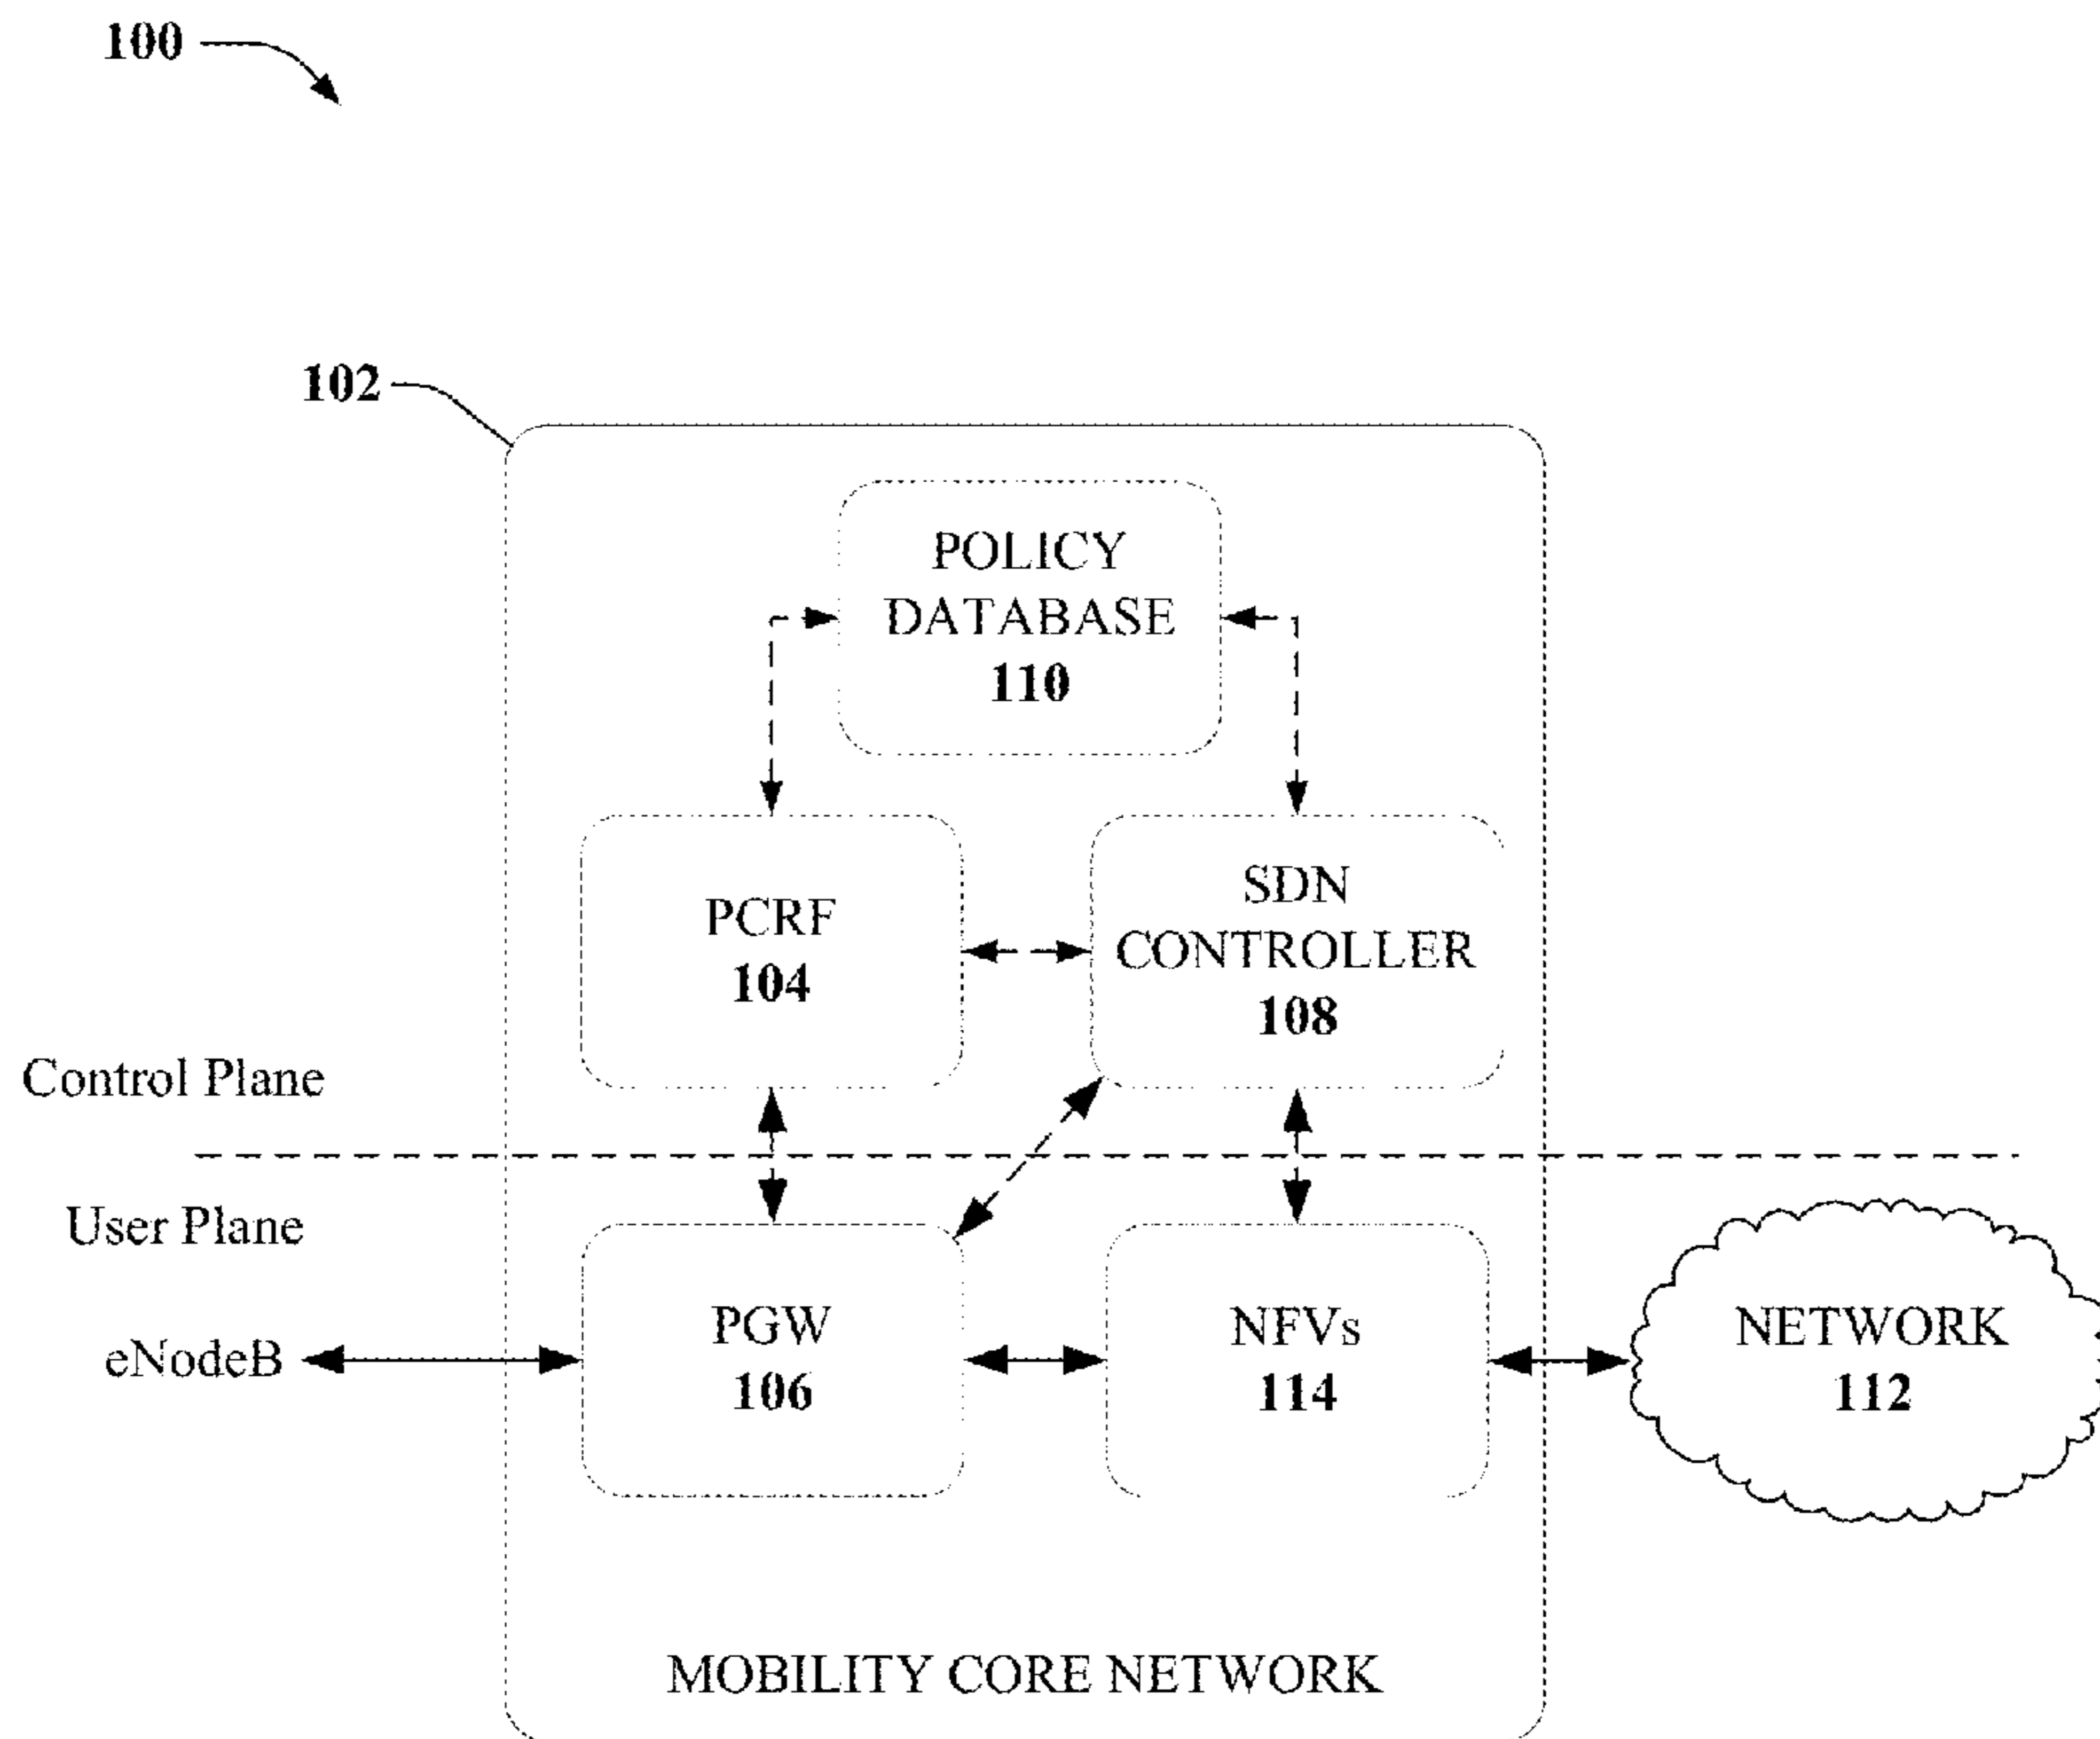 100
102
POLICY
DATABASE
110
PCRF
104
SDN
CONTROLLER
108
Control Plane
User Plane
eNodeB
PGW
106
NFVs
114
NETWORK
112
MOBILITY CORE NETWORK